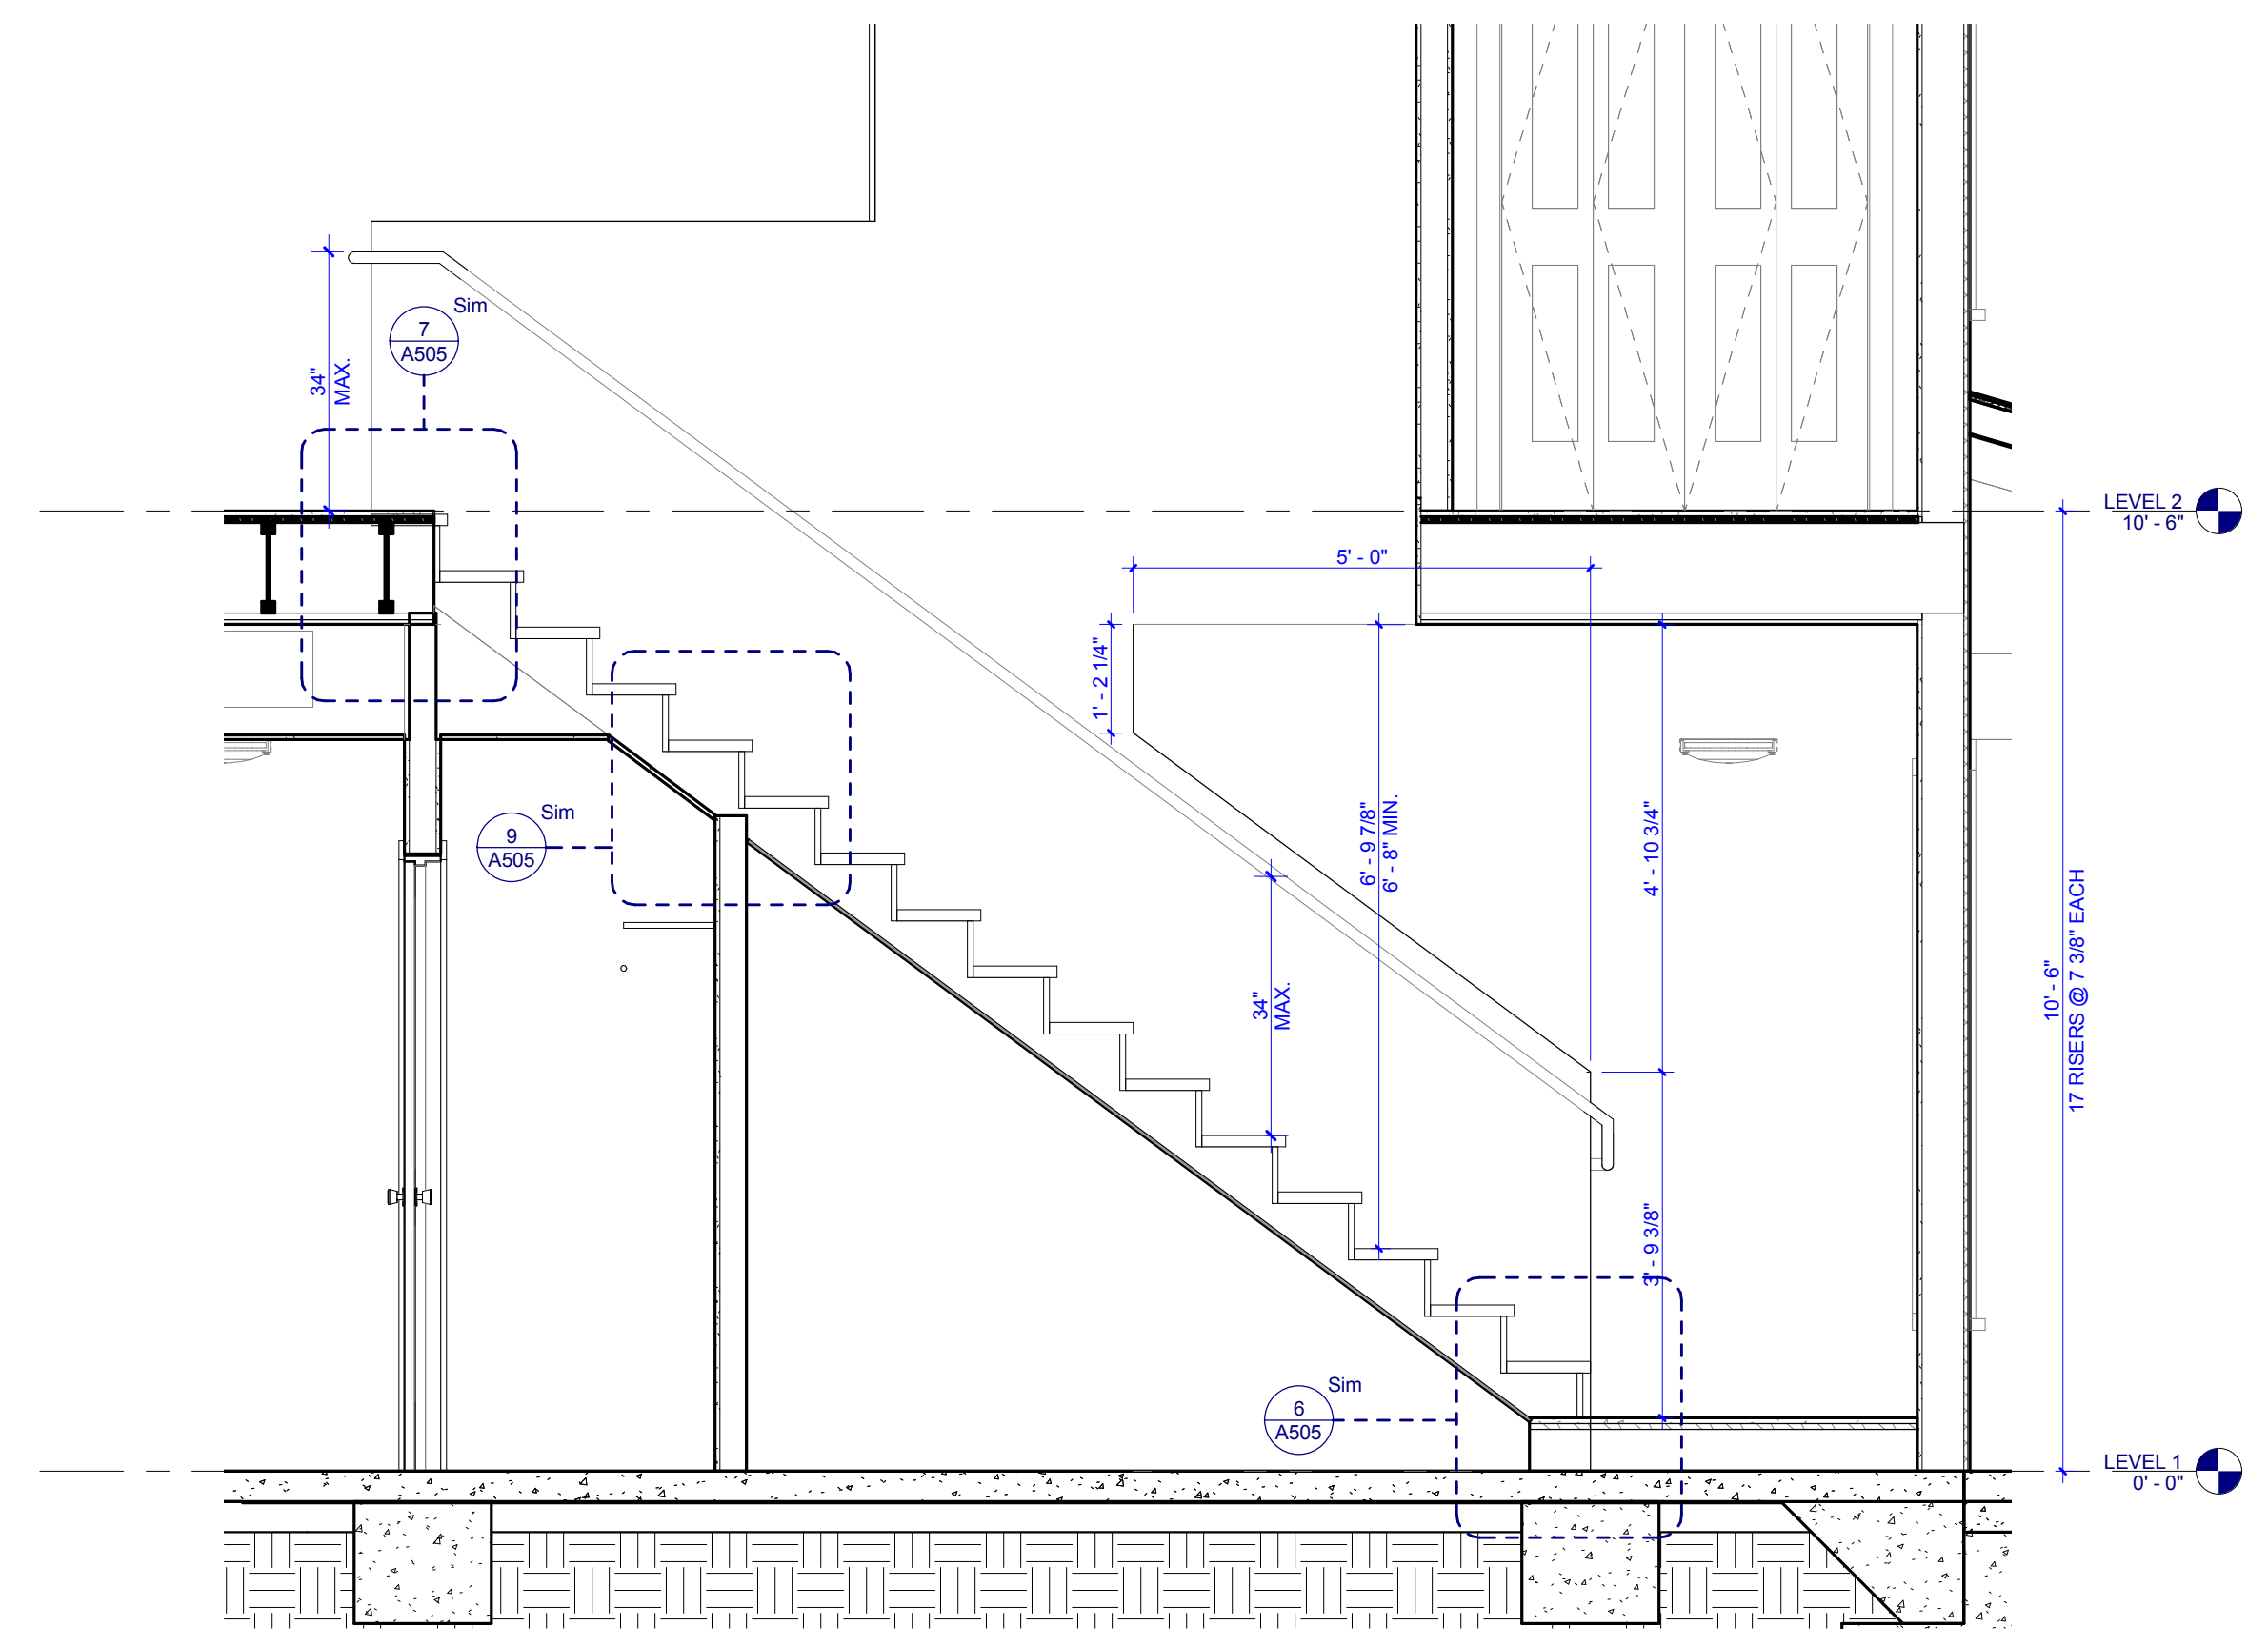 Sim
7
A505
34"
MAX.
LEVEL 2
10' - 6"
5' - 0"
1' - 2 1/4"
Sim
9
A505
6' - 9 7/8"
6' - 8" MIN.
4' - 10 3/4"
34"
MAX.
10' - 6"
17 RISERS @ 7 3/8" EACH
3' - 9 3/8"
Sim
6
A505
LEVEL 1
0' - 0"